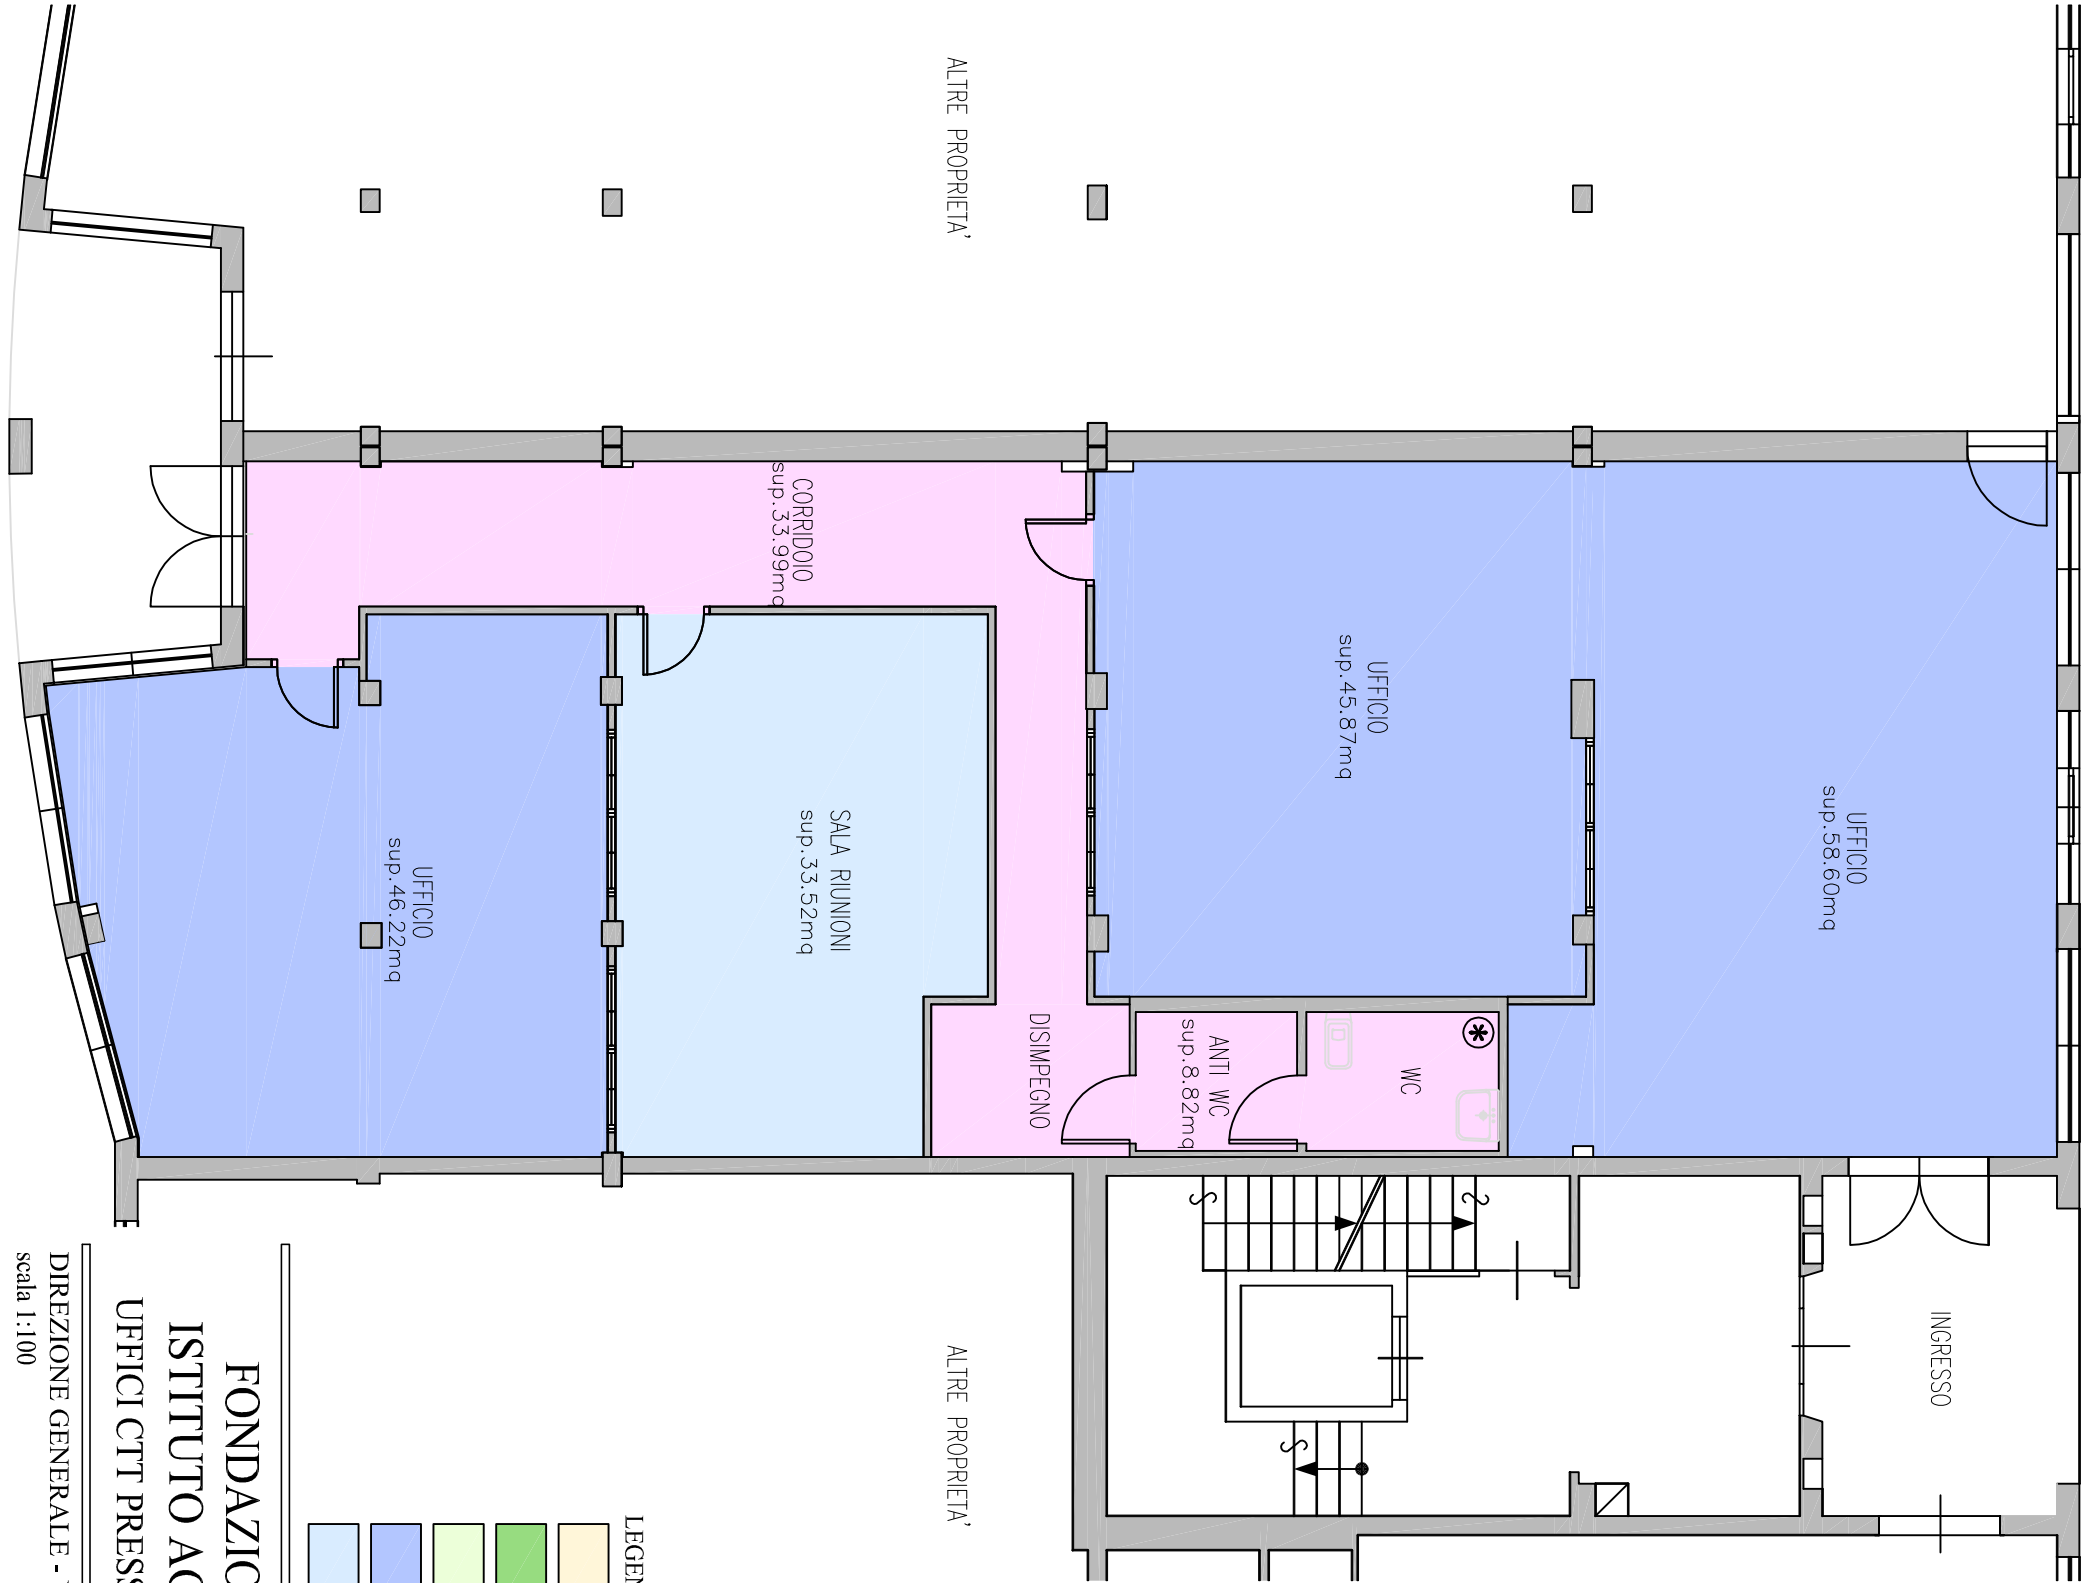 ALTRE PROPRIETA'
CORRIDOIO
sup.33.99mq
UFFICIO
sup.45.87mq
UFFICIO
sup.58.60mq
SALA RIUNIONI
sup.33.52mq
UFFICIO
sup.46.22mq
DISIMPEGNO
ANTI WC
sup.8.82mq
WC
S
S
S
INGRESSO
ALTRE PROPRIETA'
LEGEN
FONDAZIO
ISTITUTO AG
UFFICI CTT PRESS
DIREZIONE GENERALE -
scala 1:100